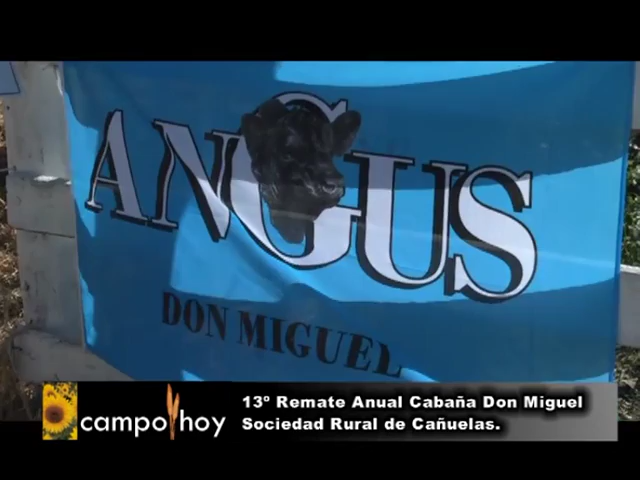 ANGUS
DON MIGUEL
campo hoy
13º Remate Anual Cabaña Don Miguel
Sociedad Rural de Cañuelas.